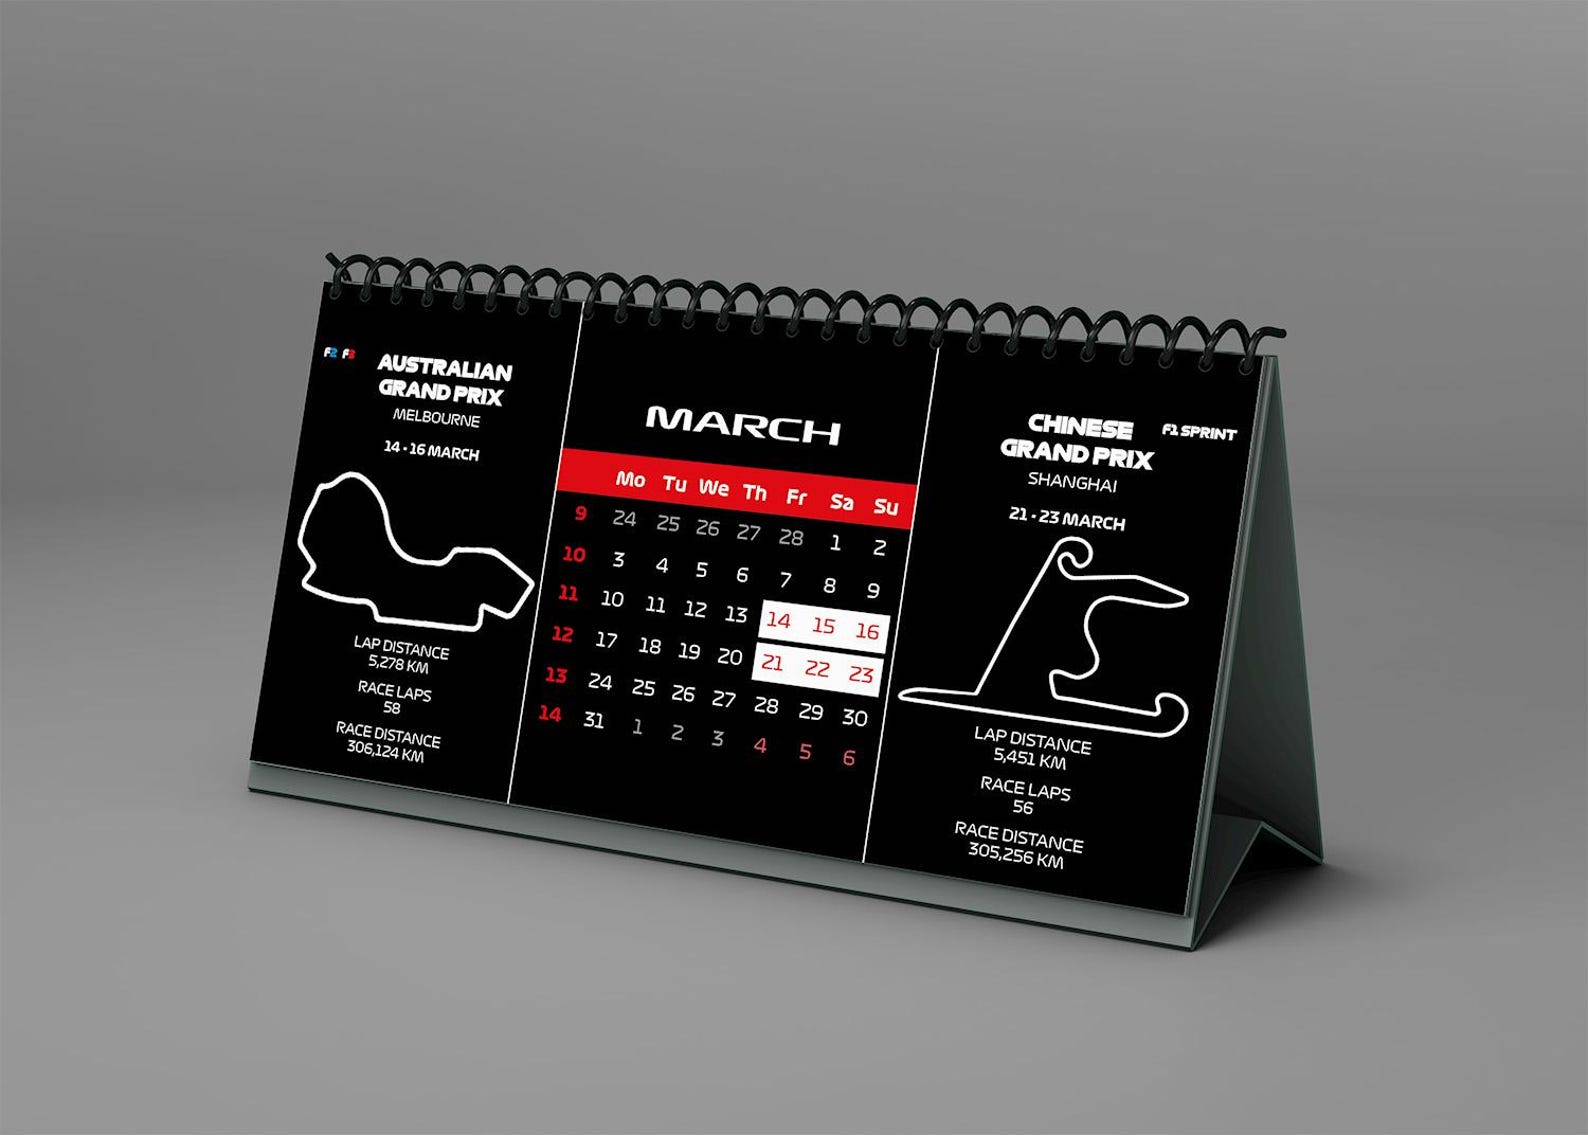 F2 F3
AUSTRALIAN
GRAND PRIX
MELBOURNE
14 - 16 MARCH
LAP DISTANCE
5,278 KM
RACE LAPS
58
RACE DISTANCE
306,124 KM
MARCH
Mo Tu We Th Fr Sa Su
9 24 25 26 27 28 1 2
10 3 4 5 6 7 8 9
11 10 11 12 13 14 15 16
12 17 18 19 20 21 22 23
13 24 25 26 27 28 29 30
14 31 1 2 3 4 5 6
CHINESE
GRAND PRIX
F1 SPRINT
SHANGHAI
21 - 23 MARCH
LAP DISTANCE
5,451 KM
RACE LAPS
56
RACE DISTANCE
305,256 KM